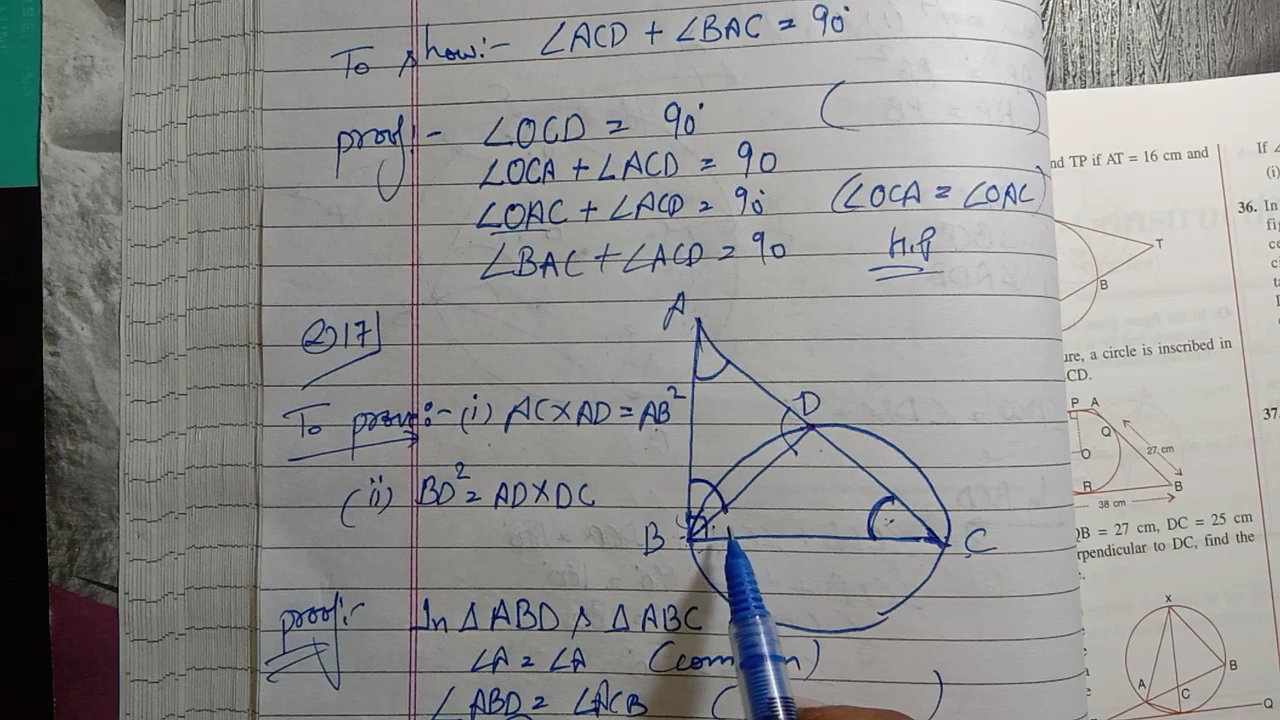 To show:- ∠ACD + ∠BAC = 90°
proof:- ∠OCD = 90° ( )
∠OCA + ∠ACD = 90
∠OAC + ∠ACD = 90° (∠OCA = ∠OAC)
∠BAC + ∠ACD = 90 H.P
Q17]
To prove:- (i) AC×AD = AB²
(ii) BD² = AD×DC
A
D
B
C
proof:- In △ABD & △ABC
∠A = ∠A
∠ABD = ∠ACB ( )
nd TP if AT = 16 cm and
T
B
ure, a circle is inscribed in
CD.
P A
Q
O
27 cm
R
B
38 cm
QB = 27 cm, DC = 25 cm
rpendicular to DC, find the
X
B
A
C
Q
If ∠
(i)
36. In
fig
37